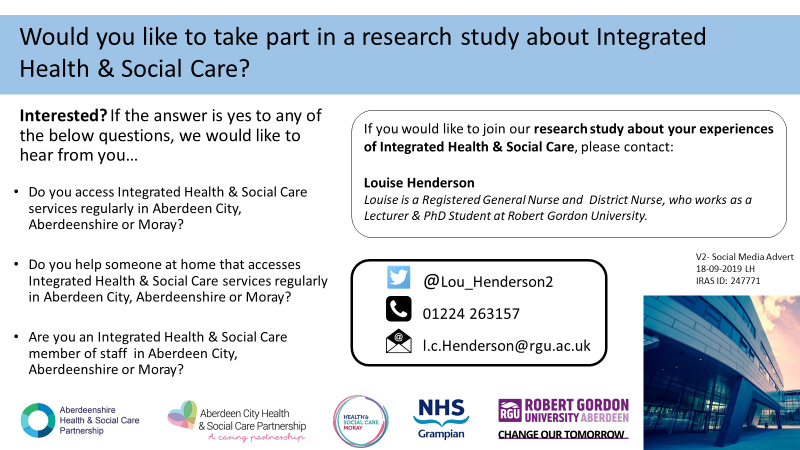 Would you like to take part in a research study about Integrated
Health & Social Care?
Interested? If the answer is yes to any of
the below questions, we would like to
hear from you…
• Do you access Integrated Health & Social Care
services regularly in Aberdeen City,
Aberdeenshire or Moray?
• Do you help someone at home that accesses
Integrated Health & Social Care services regularly
in Aberdeen City, Aberdeenshire or Moray?
• Are you an Integrated Health & Social Care
member of staff in Aberdeen City,
Aberdeenshire or Moray?
If you would like to join our research study about your experiences
of Integrated Health & Social Care, please contact:
Louise Henderson
Louise is a Registered General Nurse and District Nurse, who works as a
Lecturer & PhD Student at Robert Gordon University.
@Lou_Henderson2
01224 263157
@
l.c.Henderson@rgu.ac.uk
V2- Social Media Advert
18-09-2019 LH
IRAS ID: 247771
Aberdeenshire
Health & Social Care
Partnership
Aberdeen City Health
& Social Care Partnership
A caring partnership
HEALTH &
SOCIAL CARE
MORAY
NHS
Grampian
RGU
ROBERT GORDON
UNIVERSITY ABERDEEN
CHANGE OUR TOMORROW